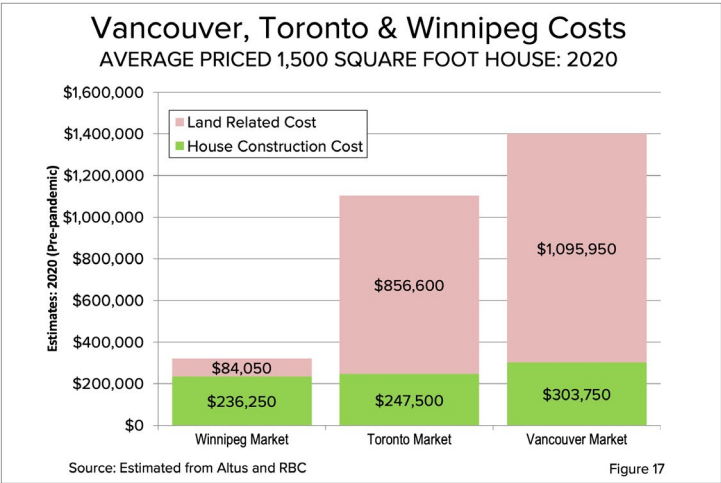 Vancouver, Toronto & Winnipeg Costs
AVERAGE PRICED 1,500 SQUARE FOOT HOUSE: 2020
Estimates: 2020 (Pre-pandemic)
$1,600,000
$1,400,000
$1,200,000
$1,000,000
$800,000
$600,000
$400,000
$200,000
$0
Land Related Cost
House Construction Cost
$84,050
$236,250
$856,600
$247,500
$1,095,950
$303,750
Winnipeg Market
Toronto Market
Vancouver Market
Source: Estimated from Altus and RBC
Figure 17